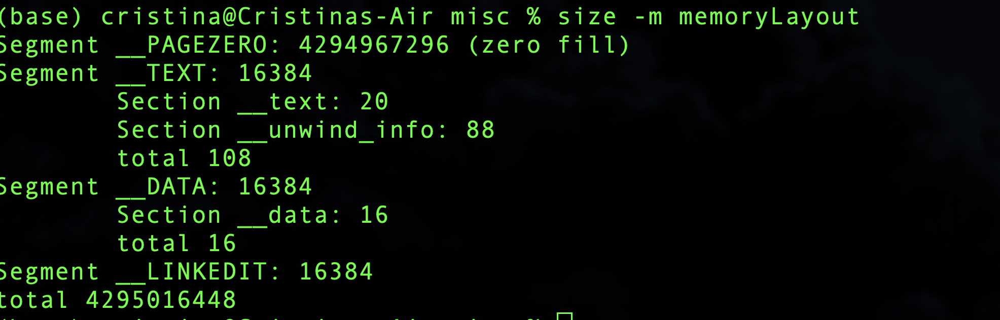 (base) cristina@Cristinas-Air misc % size -m memoryLayout
Segment __PAGEZERO: 4294967296 (zero fill)
Segment __TEXT: 16384
Section __text: 20
Section __unwind_info: 88
total 108
Segment __DATA: 16384
Section __data: 16
total 16
Segment __LINKEDIT: 16384
total 4295016448